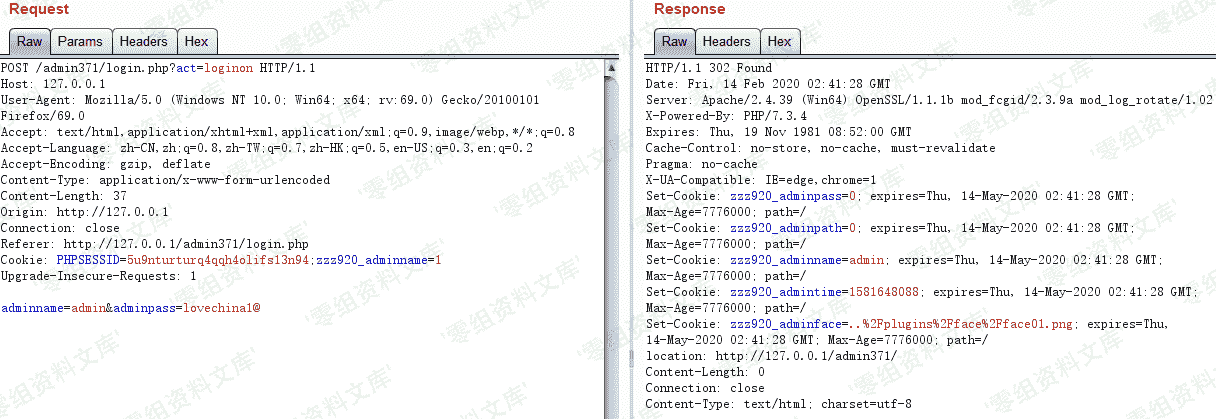 Request
Raw Params Headers Hex
POST /admin371/login.php?act=loginon HTTP/1.1
Host: 127.0.0.1
User-Agent: Mozilla/5.0 (Windows NT 10.0; Win64; x64; rv:69.0) Gecko/20100101
Firefox/69.0
Accept: text/html,application/xhtml+xml,application/xml;q=0.9,image/webp,*/*;q=0.8
Accept-Language: zh-CN,zh;q=0.8,zh-TW;q=0.7,zh-HK;q=0.5,en-US;q=0.3,en;q=0.2
Accept-Encoding: gzip, deflate
Content-Type: application/x-www-form-urlencoded
Content-Length: 37
Origin: http://127.0.0.1
Connection: close
Referer: http://127.0.0.1/admin371/login.php
Cookie: PHPSESSID=5u9nturturq4qqh4olifs13n94;zzz920_adminname=1
Upgrade-Insecure-Requests: 1
adminname=admin&adminpass=lovechina1@
Response
Raw Headers Hex
HTTP/1.1 302 Found
Date: Fri, 14 Feb 2020 02:41:28 GMT
Server: Apache/2.4.39 (Win64) OpenSSL/1.1.1b mod_fcgid/2.3.9a mod_log_rotate/1.02
X-Powered-By: PHP/7.3.4
Expires: Thu, 19 Nov 1981 08:52:00 GMT
Cache-Control: no-store, no-cache, must-revalidate
Pragma: no-cache
X-UA-Compatible: IE=edge,chrome=1
Set-Cookie: zzz920_adminpass=0; expires=Thu, 14-May-2020 02:41:28 GMT;
Max-Age=7776000; path=/
Set-Cookie: zzz920_adminpath=0; expires=Thu, 14-May-2020 02:41:28 GMT;
Max-Age=7776000; path=/
Set-Cookie: zzz920_adminname=admin; expires=Thu, 14-May-2020 02:41:28 GMT;
Max-Age=7776000; path=/
Set-Cookie: zzz920_admintime=1581648088; expires=Thu, 14-May-2020 02:41:28 GMT;
Max-Age=7776000; path=/
Set-Cookie: zzz920_adminface=..%2Fplugins%2Fface%2Fface01.png; expires=Thu,
14-May-2020 02:41:28 GMT; Max-Age=7776000; path=/
location: http://127.0.0.1/admin371/
Content-Length: 0
Connection: close
Content-Type: text/html; charset=utf-8
'零组资料文库'